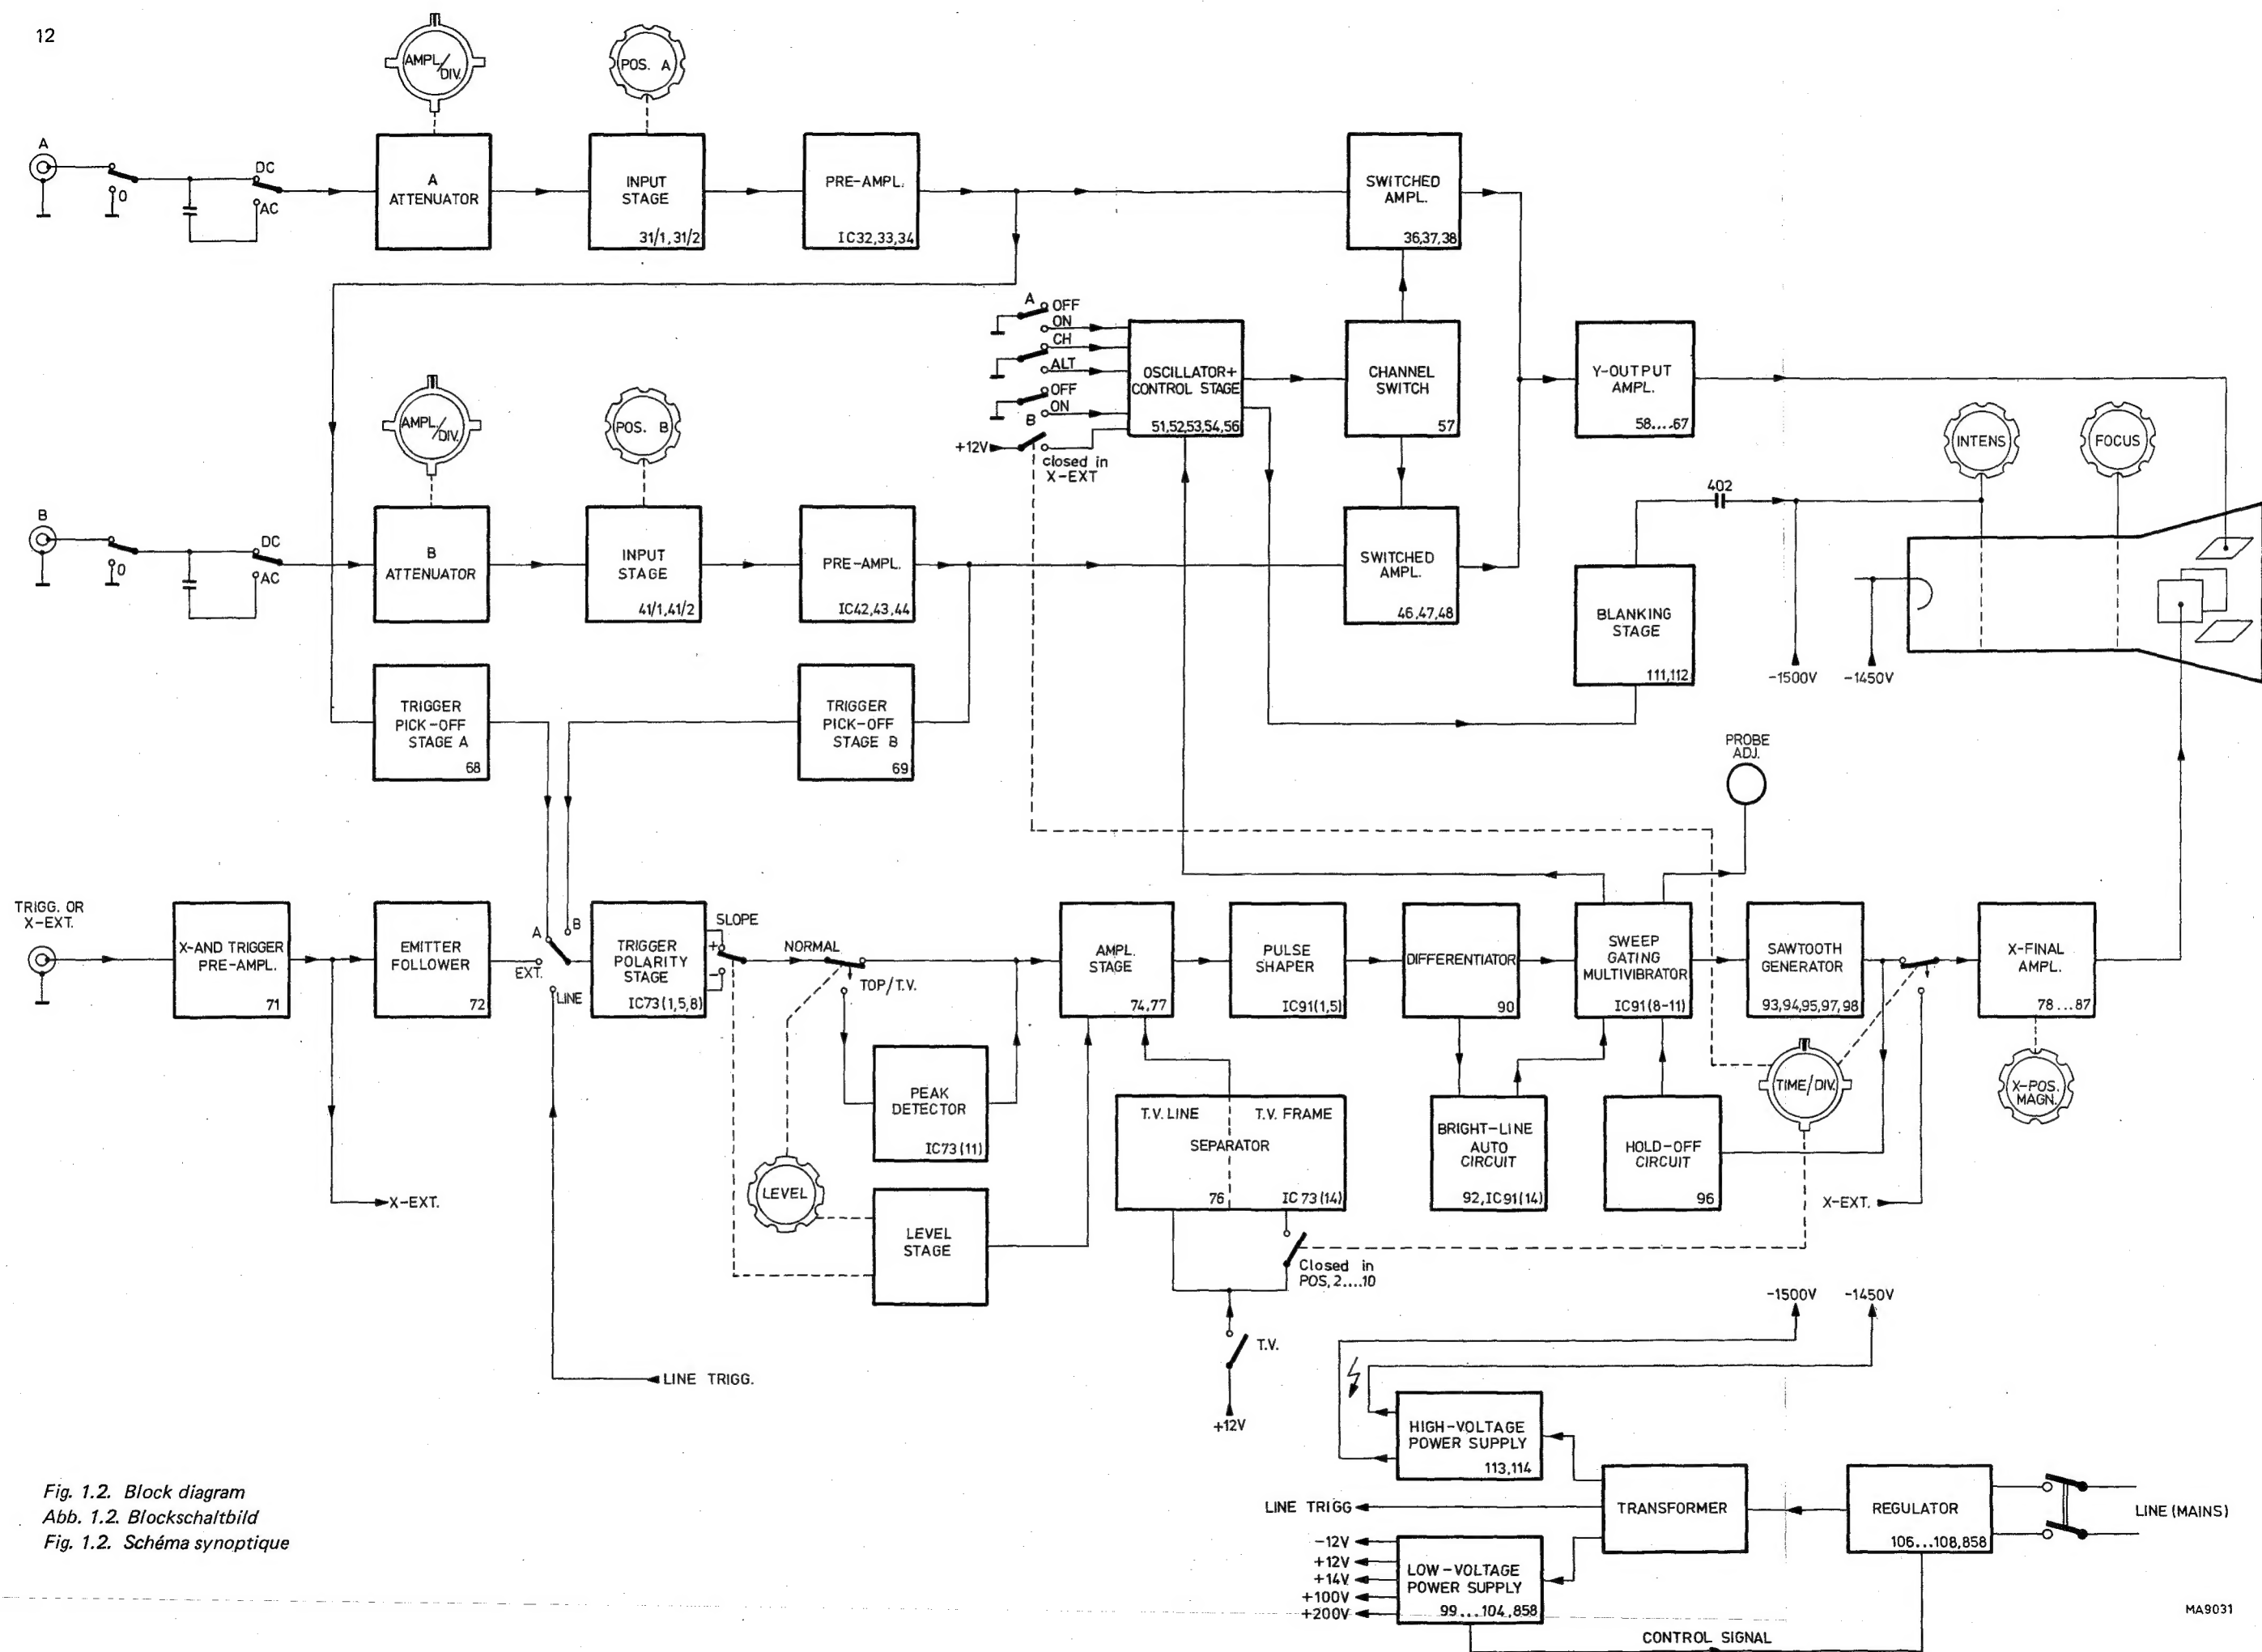 12
AMPL./DIV.
POS. A
A
O
DC
AC
A
ATTENUATOR
INPUT
STAGE
31/1,31/2
PRE-AMPL.
IC32,33,34
SWITCHED
AMPL.
36,37,38
A
OFF
ON
CH
ALT
OFF
ON
B
+12V
closed in
X-EXT
OSCILLATOR+
CONTROL STAGE
51,52,53,54,56
CHANNEL
SWITCH
57
Y-OUTPUT
AMPL.
58....67
AMPL./DIV.
POS. B
INTENS
FOCUS
402
B
O
DC
AC
B
ATTENUATOR
INPUT
STAGE
41/1,41/2
PRE-AMPL.
IC42,43,44
SWITCHED
AMPL.
46,47,48
BLANKING
STAGE
111,112
-1500V
-1450V
TRIGGER
PICK-OFF
STAGE A
68
TRIGGER
PICK-OFF
STAGE B
69
PROBE
ADJ.
TRIGG. OR
X-EXT.
X-AND TRIGGER
PRE-AMPL.
71
EMITTER
FOLLOWER
72
A
B
EXT.
LINE
TRIGGER
POLARITY
STAGE
IC73(1,5,8)
SLOPE
+
-
NORMAL
TOP/T.V.
AMPL.
STAGE
74,77
PULSE
SHAPER
IC91(1,5)
DIFFERENTIATOR
90
SWEEP
GATING
MULTIVIBRATOR
IC91(8-11)
SAWTOOTH
GENERATOR
93,94,95,97,98
X-FINAL
AMPL.
78...87
PEAK
DETECTOR
IC73(11)
T.V. LINE
T.V. FRAME
SEPARATOR
76
IC73(14)
BRIGHT-LINE
AUTO
CIRCUIT
92,IC91(14)
HOLD-OFF
CIRCUIT
96
TIME/DIV.
X-POS.
MAGN.
X-EXT.
LEVEL
LEVEL
STAGE
X-EXT.
Closed in
POS,2....10
T.V.
+12V
LINE TRIGG.
-1500V
-1450V
HIGH-VOLTAGE
POWER SUPPLY
113,114
LINE TRIGG
TRANSFORMER
REGULATOR
106...108,858
LINE (MAINS)
-12V
+12V
+14V
+100V
+200V
LOW-VOLTAGE
POWER SUPPLY
99...104,858
CONTROL SIGNAL
Fig. 1.2. Block diagram
Abb. 1.2. Blockschaltbild
Fig. 1.2. Schéma synoptique
MA9031